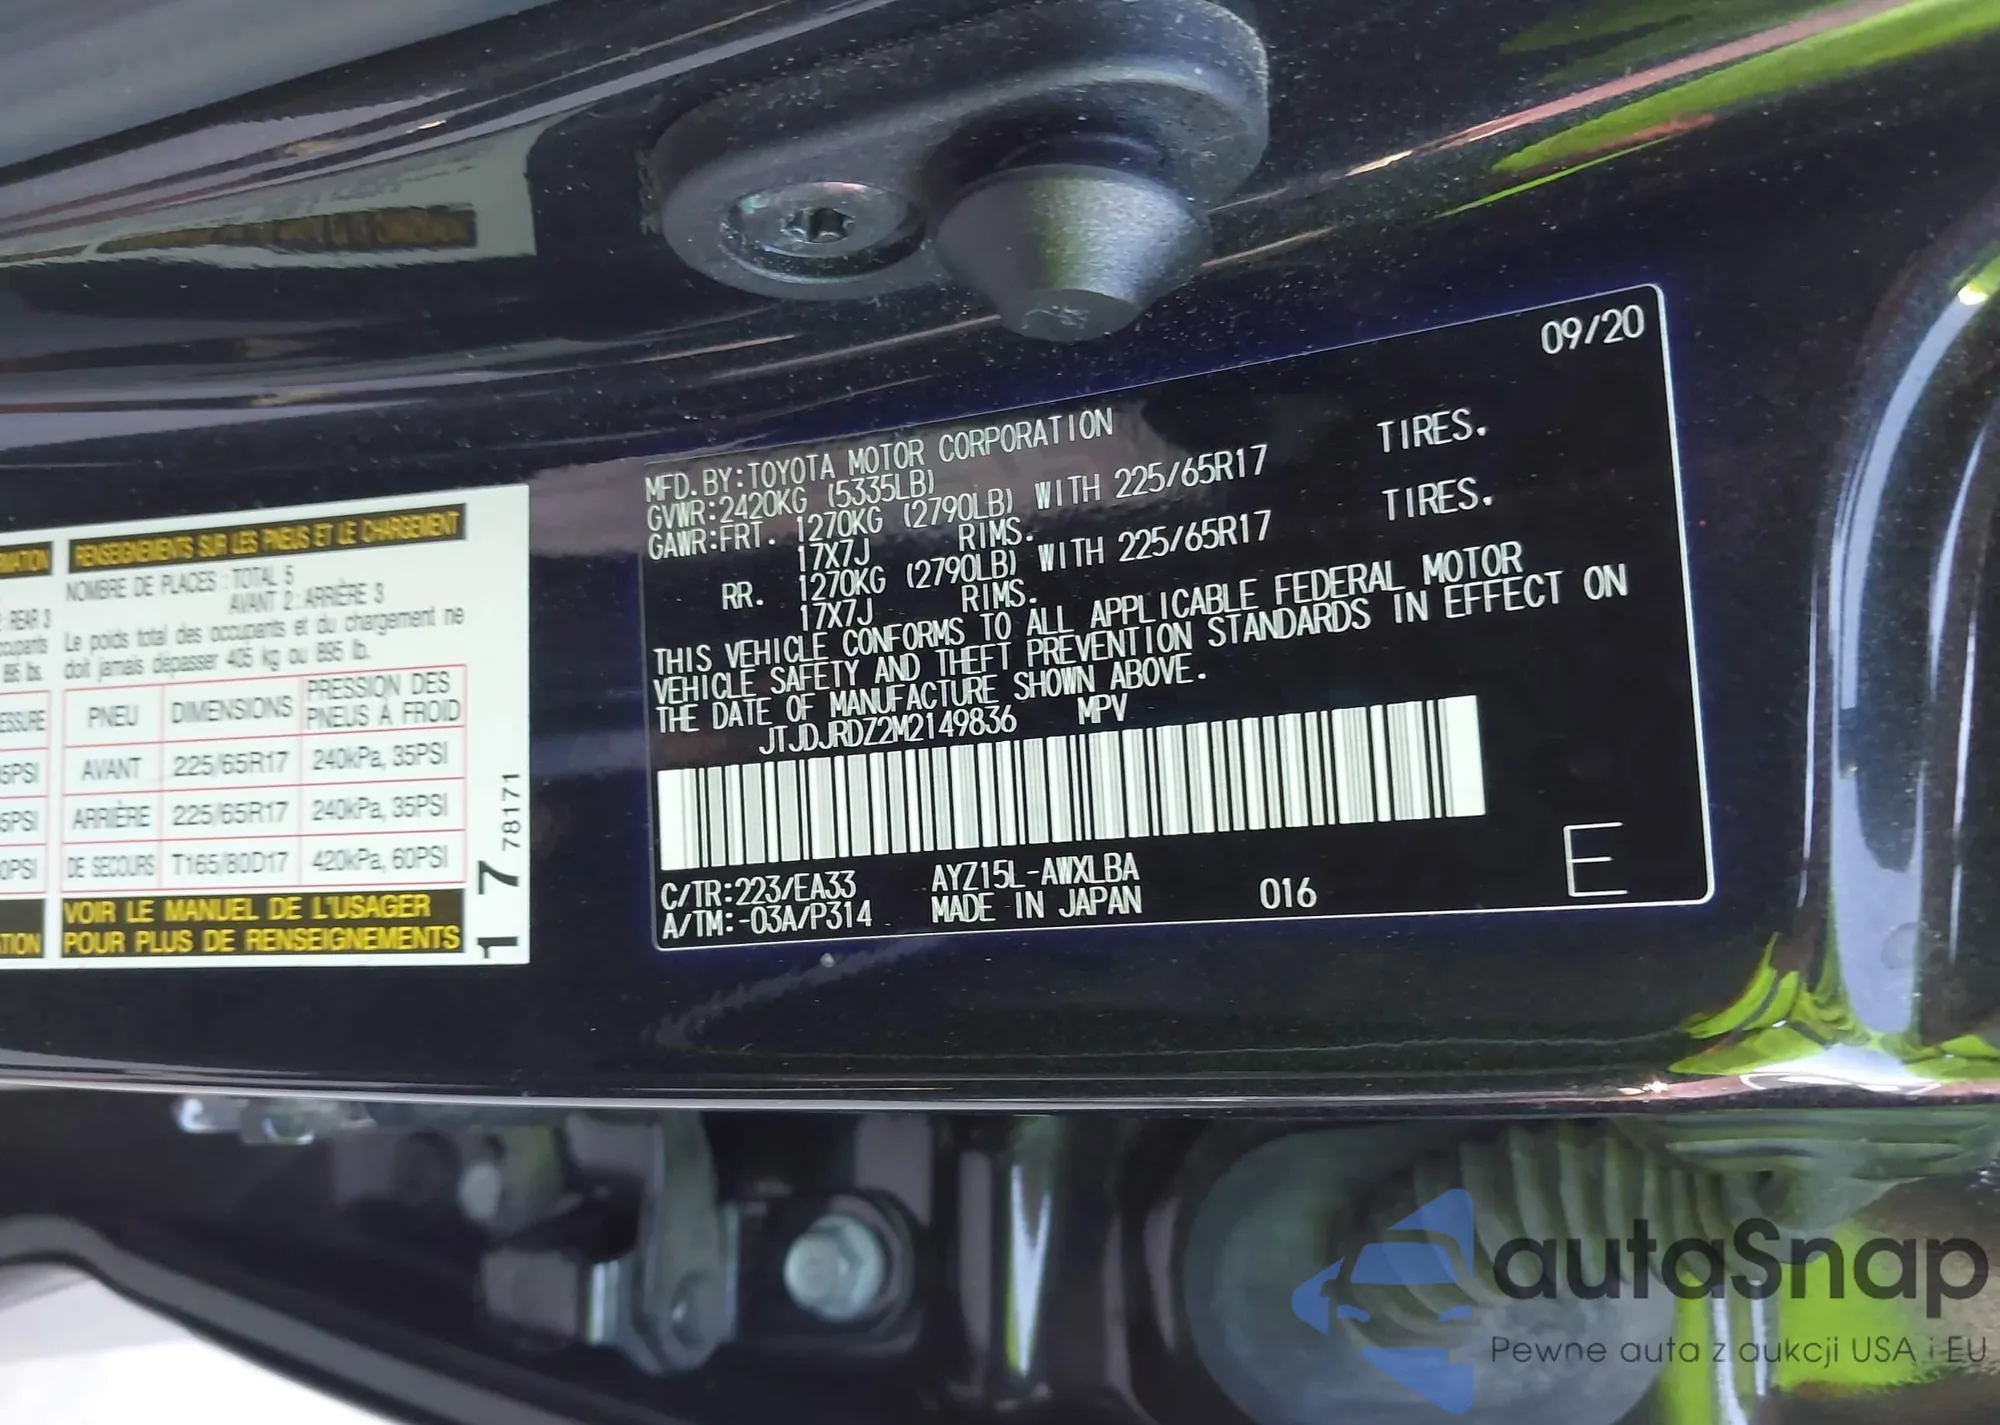 RENSEIGNEMENTS SUR LES PNEUS ET LE CHARGEMENT
NOMBRE DE PLACES : TOTAL 5
AVANT 2 : ARRIÈRE 3
Le poids total des occupants et du chargement ne
doit jamais dépasser 405 kg ou 895 lb.
PNEU DIMENSIONS PRESSION DES PNEUS À FROID
AVANT 225/65R17 240kPa, 35PSI
ARRIÈRE 225/65R17 240kPa, 35PSI
DE SECOURS T165/80D17 420kPa, 60PSI
VOIR LE MANUEL DE L'USAGER
POUR PLUS DE RENSEIGNEMENTS
REAR 3
895 lbs.
17 78171
09/20
MFD. BY:TOYOTA MOTOR CORPORATION
GVWR:2420KG (5335LB)
GAWR:FRT. 1270KG (2790LB) WITH 225/65R17 TIRES.
17X7J RIMS.
RR. 1270KG (2790LB) WITH 225/65R17 TIRES.
17X7J RIMS.
THIS VEHICLE CONFORMS TO ALL APPLICABLE FEDERAL MOTOR
VEHICLE SAFETY AND THEFT PREVENTION STANDARDS IN EFFECT ON
THE DATE OF MANUFACTURE SHOWN ABOVE.
JTJDJRDZ2M2149836 MPV
C/TR:223/EA33 AYZ15L-AWXLBA
A/TM:-03A/P314 MADE IN JAPAN 016 E
autaSnap
Pewne auta z aukcji USA i EU